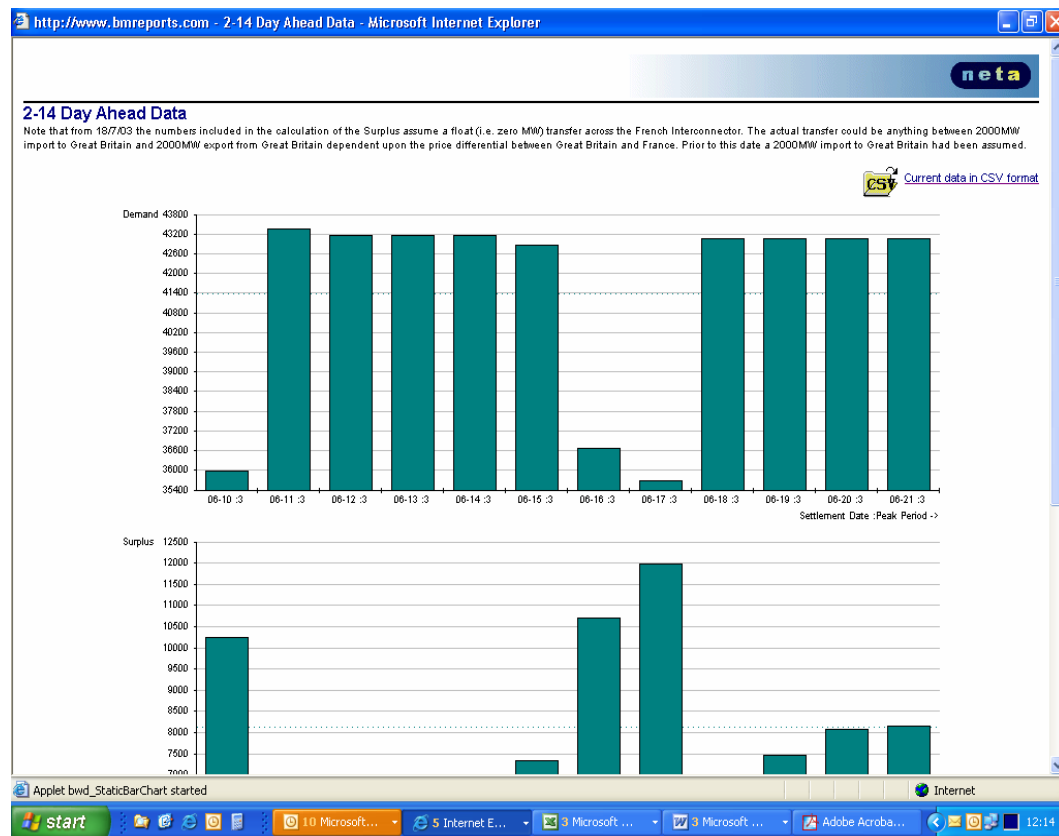 http://www.bmreports.com - 2-14 Day Ahead Data - Microsoft Internet Explorer
neta
2-14 Day Ahead Data
Note that from 18/7/03 the numbers included in the calculation of the Surplus assume a float (i.e. zero MW) transfer across the French Interconnector. The actual transfer could be anything between 2000MW
import to Great Britain and 2000MW export from Great Britain dependent upon the price differential between Great Britain and France. Prior to this date a 2000MW import to Great Britain had been assumed.
CSV Current data in CSV format
Demand 43800
43200
42600
42000
41400
40800
40200
39600
39000
38400
37800
37200
36600
36000
35400
06-10 :3 06-11 :3 06-12 :3 06-13 :3 06-14 :3 06-15 :3 06-16 :3 06-17 :3 06-18 :3 06-19 :3 06-20 :3 06-21 :3
Settlement Date :Peak Period ->
Surplus 12500
12000
11500
11000
10500
10000
9500
9000
8500
8000
7500
7000
Applet bwd_StaticBarChart started Internet
start 10 Microsoft... 5 Internet E... 3 Microsoft ... 3 Microsoft ... Adobe Acroba... 12:14